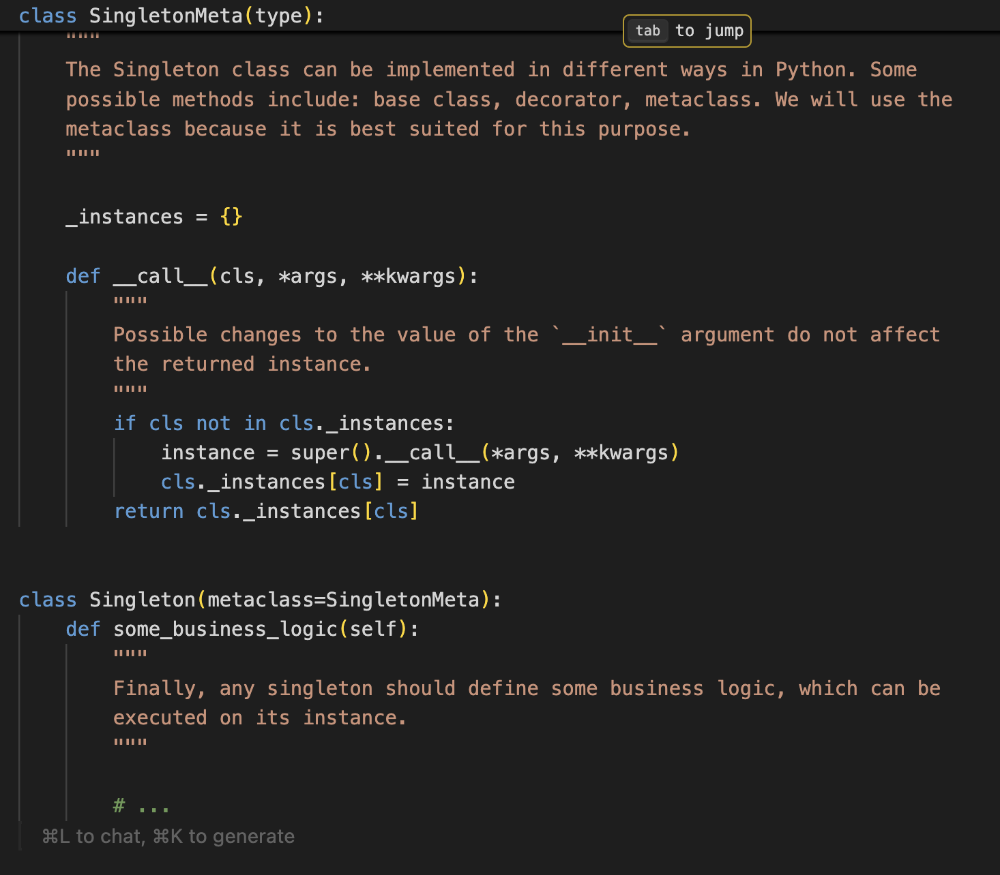 class SingletonMeta(type):
tab to jump
"""
The Singleton class can be implemented in different ways in Python. Some
possible methods include: base class, decorator, metaclass. We will use the
metaclass because it is best suited for this purpose.
"""
_instances = {}
def __call__(cls, *args, **kwargs):
"""
Possible changes to the value of the `__init__` argument do not affect
the returned instance.
"""
if cls not in cls._instances:
instance = super().__call__(*args, **kwargs)
cls._instances[cls] = instance
return cls._instances[cls]
class Singleton(metaclass=SingletonMeta):
def some_business_logic(self):
"""
Finally, any singleton should define some business logic, which can be
executed on its instance.
"""
# ...
⌘L to chat, ⌘K to generate